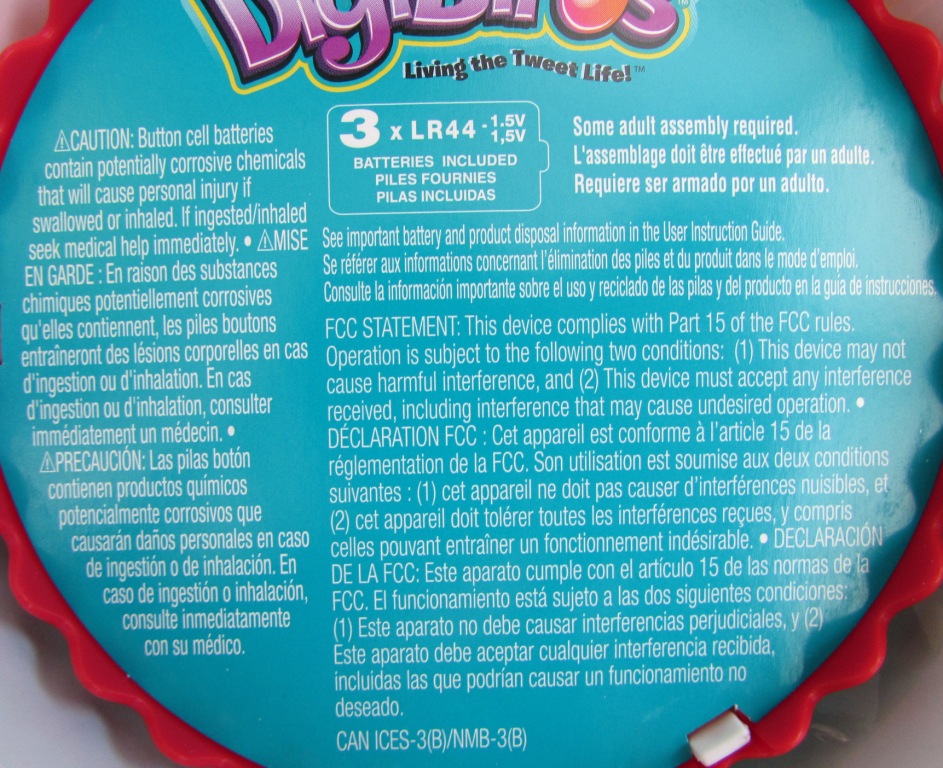 DigiBirds
Living the Tweet Life!™
⚠CAUTION: Button cell batteries
contain potentially corrosive chemicals
that will cause personal injury if
swallowed or inhaled. If ingested/inhaled
seek medical help immediately. • ⚠MISE
EN GARDE : En raison des substances
chimiques potentiellement corrosives
qu'elles contiennent, les piles boutons
entraîneront des lésions corporelles en cas
d'ingestion ou d'inhalation. En cas
d'ingestion ou d'inhalation, consulter
immédiatement un médecin. •
⚠PRECAUCIÓN: Las pilas botón
contienen productos químicos
potencialmente corrosivos que
causarán daños personales en caso
de ingestión o de inhalación. En
caso de ingestión o inhalación,
consulte inmediatamente
con su médico.
3 x LR44 - 1.5V
1,5V
BATTERIES INCLUDED
PILES FOURNIES
PILAS INCLUIDAS
Some adult assembly required.
L'assemblage doit être effectué par un adulte.
Requiere ser armado por un adulto.
See important battery and product disposal information in the User Instruction Guide.
Se référer aux informations concernant l'élimination des piles et du produit dans le mode d'emploi.
Consulte la información importante sobre el uso y reciclado de las pilas y del producto en la guía de instrucciones.
FCC STATEMENT: This device complies with Part 15 of the FCC rules.
Operation is subject to the following two conditions: (1) This device may not
cause harmful interference, and (2) This device must accept any interference
received, including interference that may cause undesired operation. •
DÉCLARATION FCC : Cet appareil est conforme à l'article 15 de la
réglementation de la FCC. Son utilisation est soumise aux deux conditions
suivantes : (1) cet appareil ne doit pas causer d'interférences nuisibles, et
(2) cet appareil doit tolérer toutes les interférences reçues, y compris
celles pouvant entraîner un fonctionnement indésirable. • DECLARACIÓN
DE LA FCC: Este aparato cumple con el artículo 15 de las normas de la
FCC. El funcionamiento está sujeto a las dos siguientes condiciones:
(1) Este aparato no debe causar interferencias perjudiciales, y (2)
Este aparato debe aceptar cualquier interferencia recibida,
incluidas las que podrían causar un funcionamiento no
deseado.
CAN ICES-3(B)/NMB-3(B)